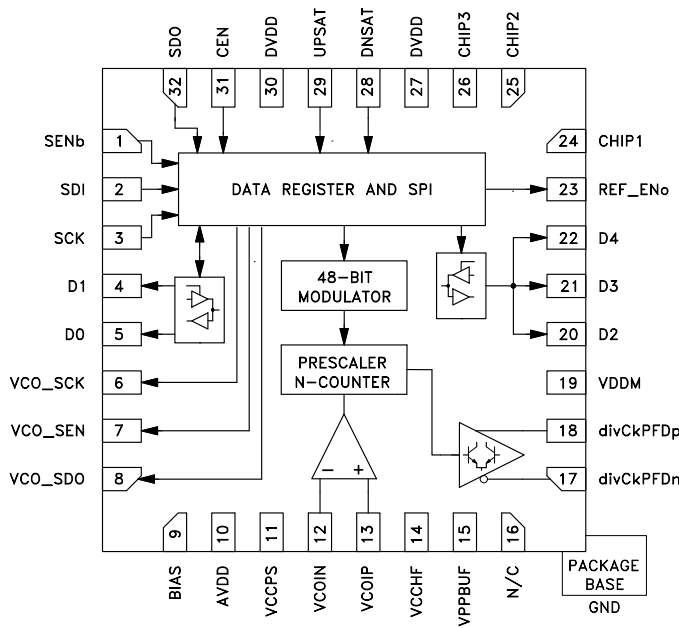 SDO
CEN
DVDD
UPSAT
DNSAT
DVDD
CHIP3
CHIP2
32
31
30
29
28
27
26
25
SENb
1
24
CHIP1
SDI
2
DATA REGISTER AND SPI
23
REF_ENo
SCK
3
22
D4
D1
4
48-BIT
MODULATOR
21
D3
D0
5
20
D2
VCO_SCK
6
PRESCALER
N-COUNTER
19
VDDM
VCO_SEN
7
18
divCkPFDp
VCO_SDO
8
−
+
17
divCkPFDn
9
10
11
12
13
14
15
16
BIAS
AVDD
VCCPS
VCOIN
VCOIP
VCCHF
VPPBUF
N/C
PACKAGE
BASE
GND